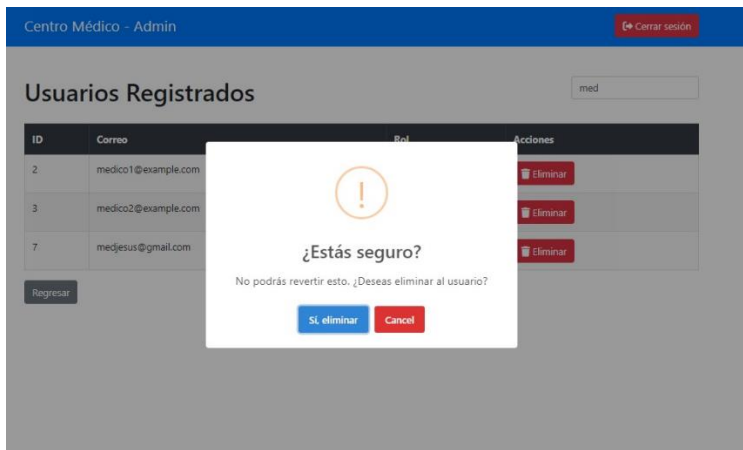 Centro Médico - Admin
Cerrar sesión
Usuarios Registrados
med
ID Correo Rol Acciones
2 medico1@example.com Eliminar
3 medico2@example.com Eliminar
7 medjesus@gmail.com Eliminar
Regresar
!
¿Estás seguro?
No podrás revertir esto. ¿Deseas eliminar al usuario?
Sí, eliminar Cancel